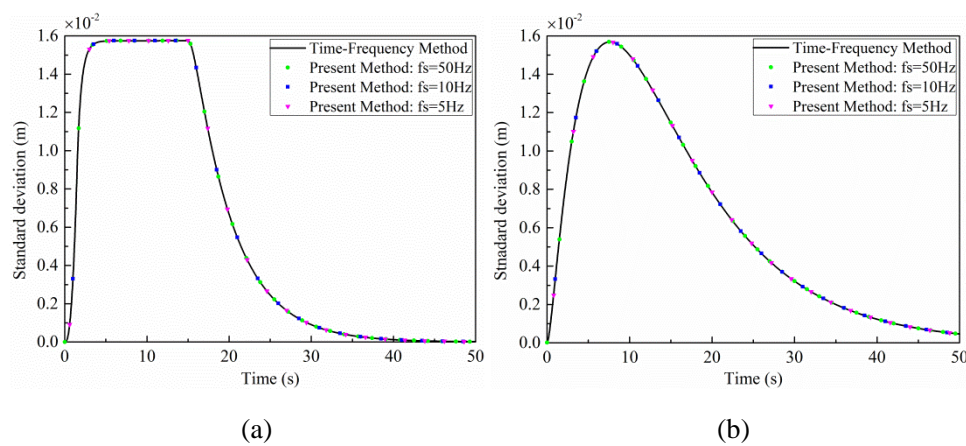 ×10⁻²
1.6
1.4
1.2
1.0
0.8
0.6
0.4
0.2
0.0
Standard deviation (m)
Time-Frequency Method
Present Method: fs=50Hz
Present Method: fs=10Hz
Present Method: fs=5Hz
0 10 20 30 40 50
Time (s)
(a)
×10⁻²
1.6
1.4
1.2
1.0
0.8
0.6
0.4
0.2
0.0
Stnadard deviation (m)
Time-Frequency Method
Present Method: fs=50Hz
Present Method: fs=10Hz
Present Method: fs=5Hz
0 10 20 30 40 50
Time (s)
(b)